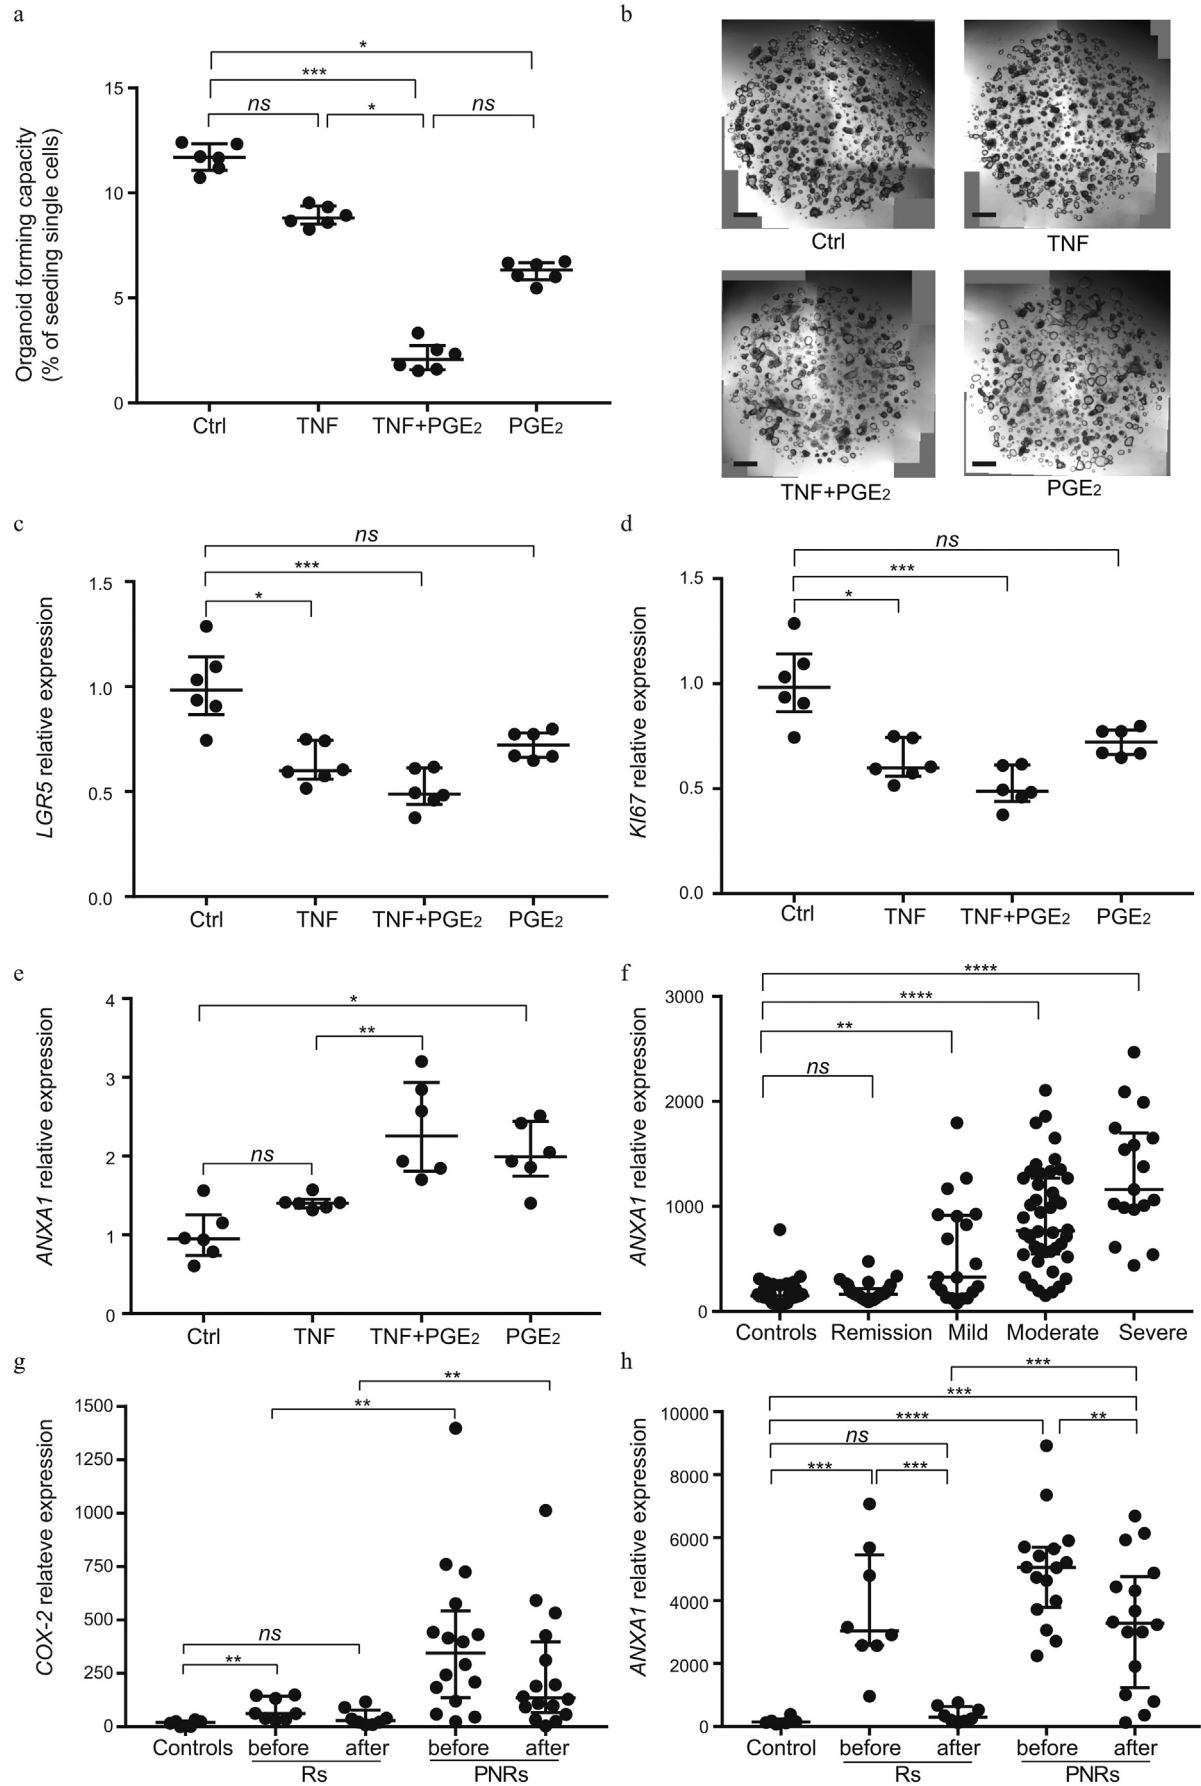 a
*
***
ns
*
ns
15
10
5
0
Organoid forming capacity
(% of seeding single cells)
Ctrl
TNF
TNF+PGE2
PGE2
b
Ctrl
TNF
TNF+PGE2
PGE2
c
ns
***
*
1.5
1.0
0.5
0.0
LGR5 relative expression
Ctrl
TNF
TNF+PGE2
PGE2
d
ns
***
*
1.5
1.0
0.5
0.0
KI67 relative expression
Ctrl
TNF
TNF+PGE2
PGE2
e
*
**
ns
4
3
2
1
0
ANXA1 relative expression
Ctrl
TNF
TNF+PGE2
PGE2
f
****
****
**
ns
3000
2000
1000
0
ANXA1 relative expression
Controls
Remission
Mild
Moderate
Severe
g
**
**
ns
**
1500
1250
1000
750
500
250
0
COX-2 relateve expression
Controls
before
after
before
after
Rs
PNRs
h
***
***
****
**
ns
***
***
10000
8000
6000
4000
2000
0
ANXA1 relative expression
Control
before
after
before
after
Rs
PNRs